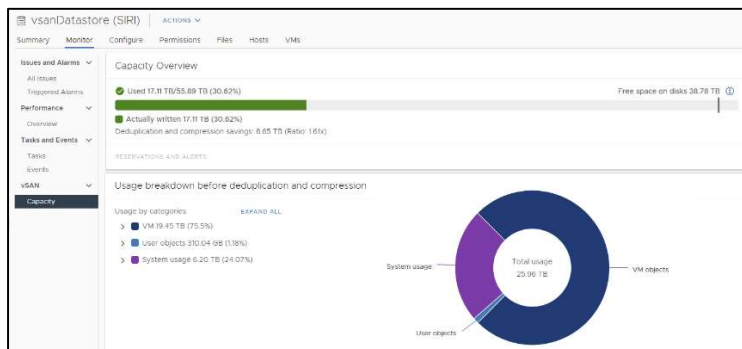 vsanDatastore (SIRI) ACTIONS
Summary Monitor Configure Permissions Files Hosts VMs
Issues and Alarms
All Issues
Triggered Alarms
Performance
Overview
Tasks and Events
Tasks
Events
vSAN
Capacity
Capacity Overview
Used 17.11 TB/55.89 TB (30.62%) Free space on disks 38.78 TB
Actually written 17.11 TB (30.62%)
Deduplication and compression savings: 8.65 TB (Ratio: 1.61x)
RESERVATIONS AND ALERTS
Usage breakdown before deduplication and compression
Usage by categories EXPAND ALL
VM 19.45 TB (75.5%)
User objects 310.04 GB (1.18%)
System usage 6.20 TB (24.07%)
System usage
Total usage
25.96 TB
VM objects
User objects